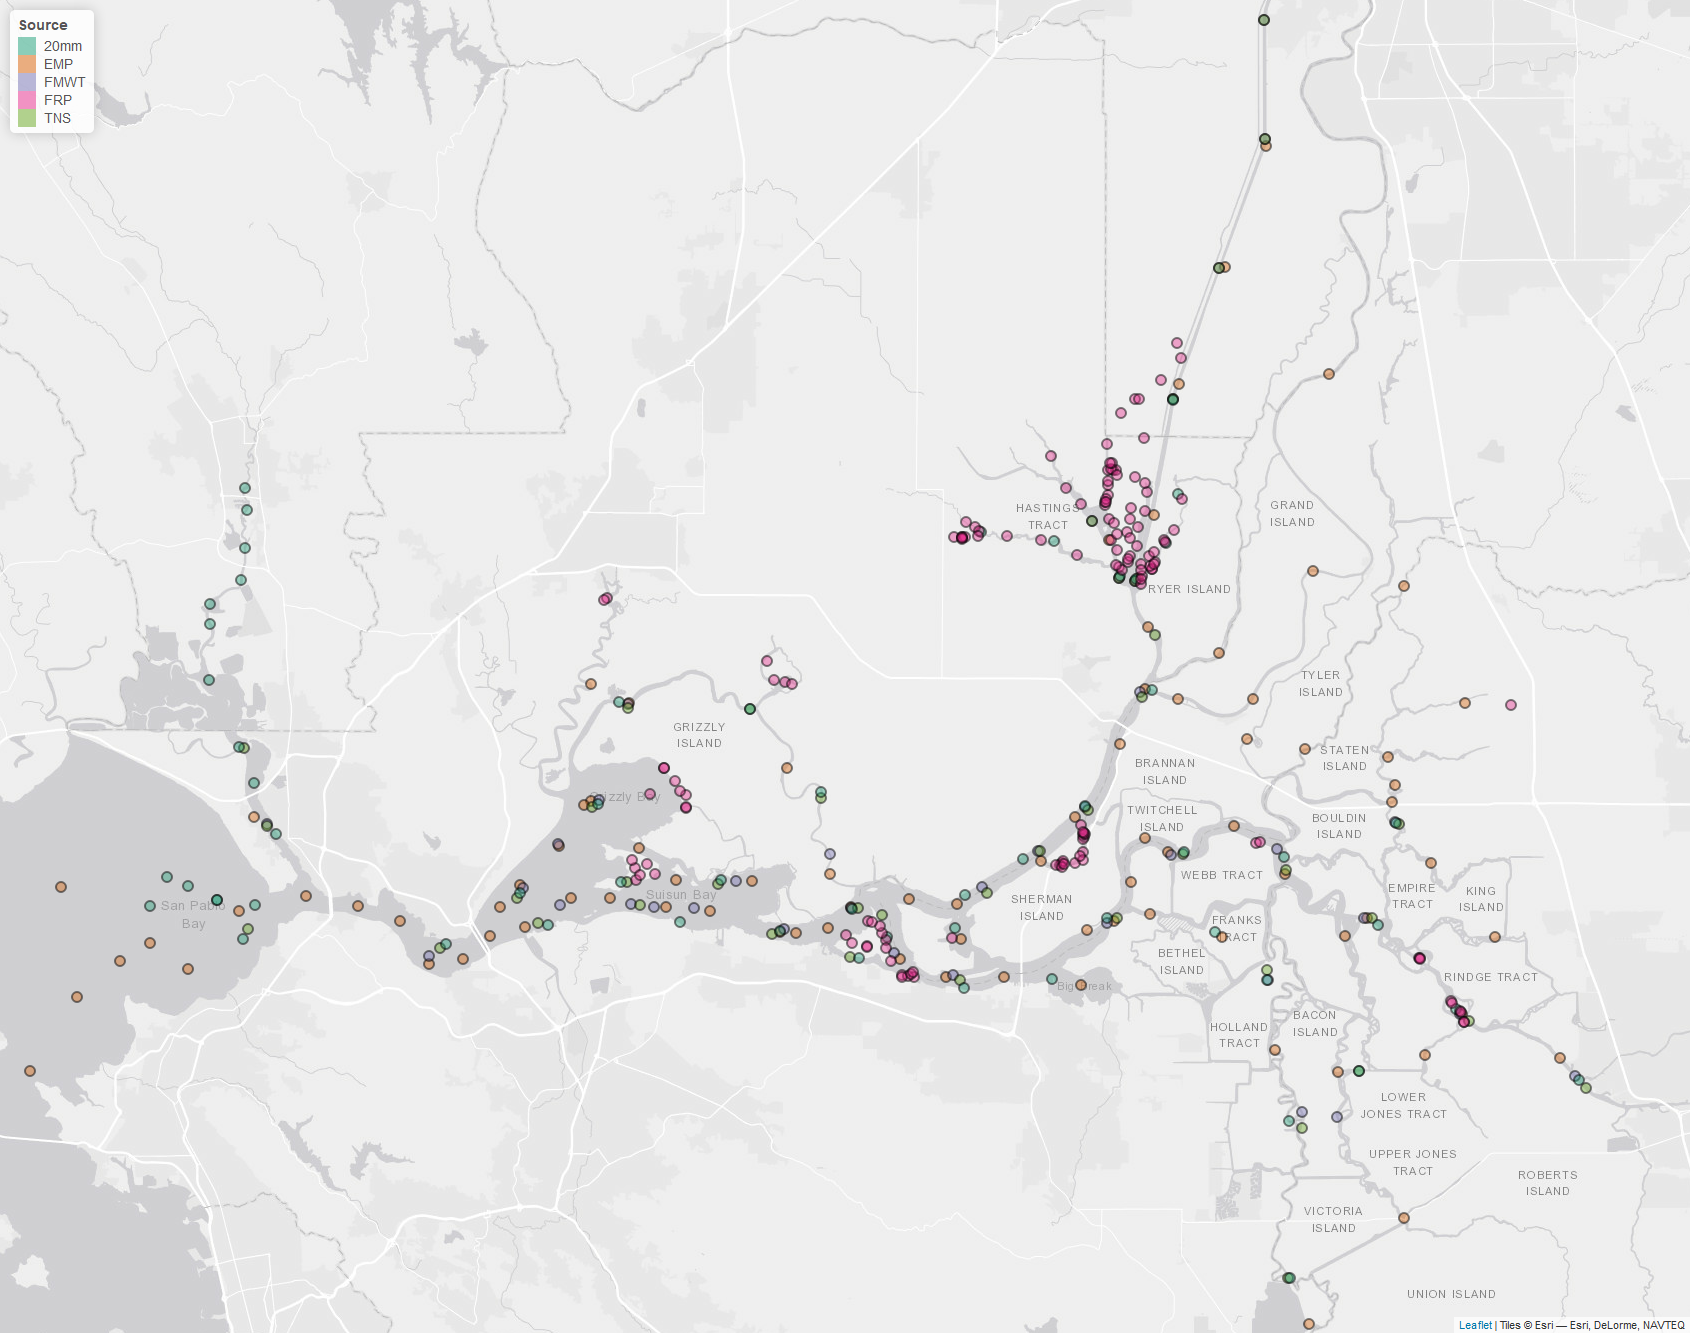 Source
20mm
EMP
FMWT
FRP
TNS
HASTINGS
TRACT
GRAND
ISLAND
RYER ISLAND
TYLER
ISLAND
GRIZZLY
ISLAND
STATEN
ISLAND
BRANNAN
ISLAND
Grizzly Bay
TWITCHELL
ISLAND
BOULDIN
ISLAND
WEBB TRACT
EMPIRE
TRACT
KING
ISLAND
Suisun Bay
SHERMAN
ISLAND
San Pablo
Bay
FRANKS
TRACT
BETHEL
ISLAND
RINDGE TRACT
Big Break
BACON
ISLAND
HOLLAND
TRACT
LOWER
JONES TRACT
UPPER JONES
TRACT
ROBERTS
ISLAND
VICTORIA
ISLAND
UNION ISLAND
Leaflet | Tiles © Esri — Esri, DeLorme, NAVTEQ